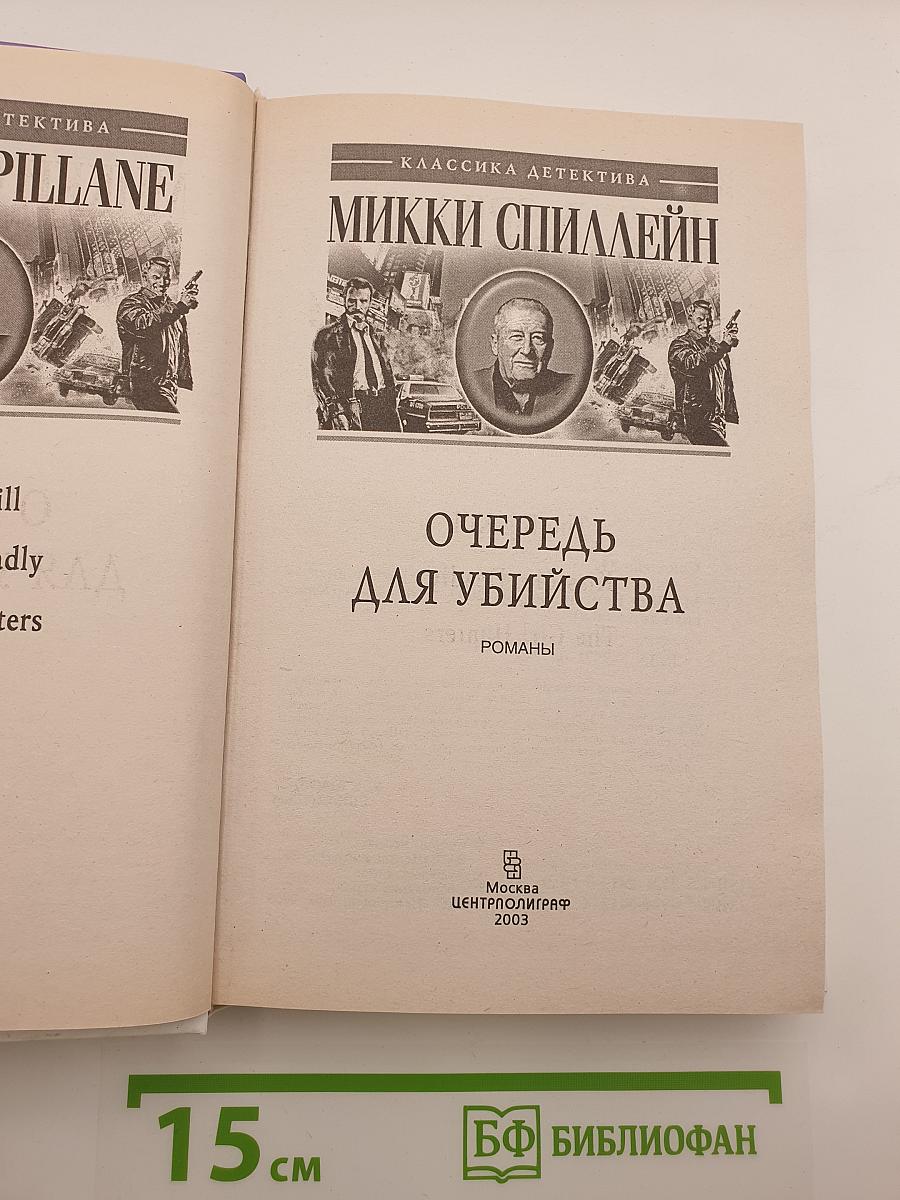 ТЕКТИВА
PILLANE
ill
adly
ters
КЛАССИКА ДЕТЕКТИВА
МИККИ СПИЛЛЕЙН
ОЧЕРЕДЬ
ДЛЯ УБИЙСТВА
РОМАНЫ
Москва
ЦЕНТРПОЛИГРАФ
2003
15 см
БФ БИБЛИОФАН